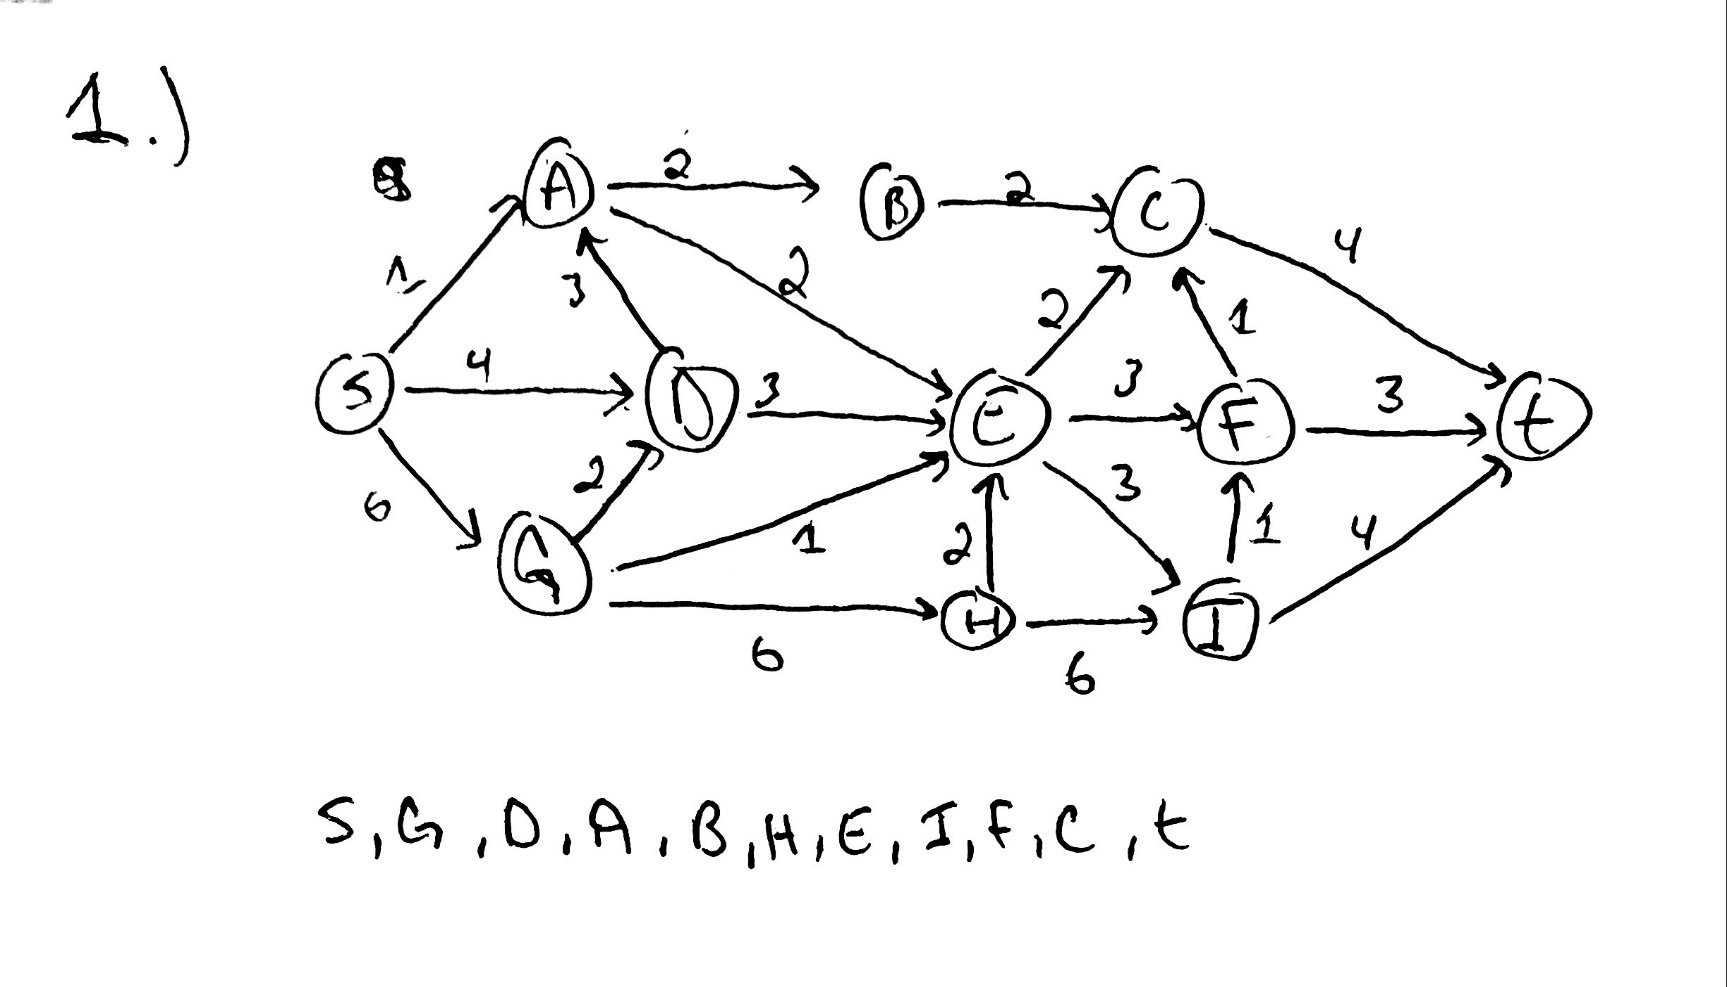 1.)
A 2 B 2 C
1 3 2 2 1 4
S 4 D 3 E 3 F 3 t
6 2 1 2 3 1 4
G 6 H 6 I
S, G, D, A, B, H, E, I, F, C, t